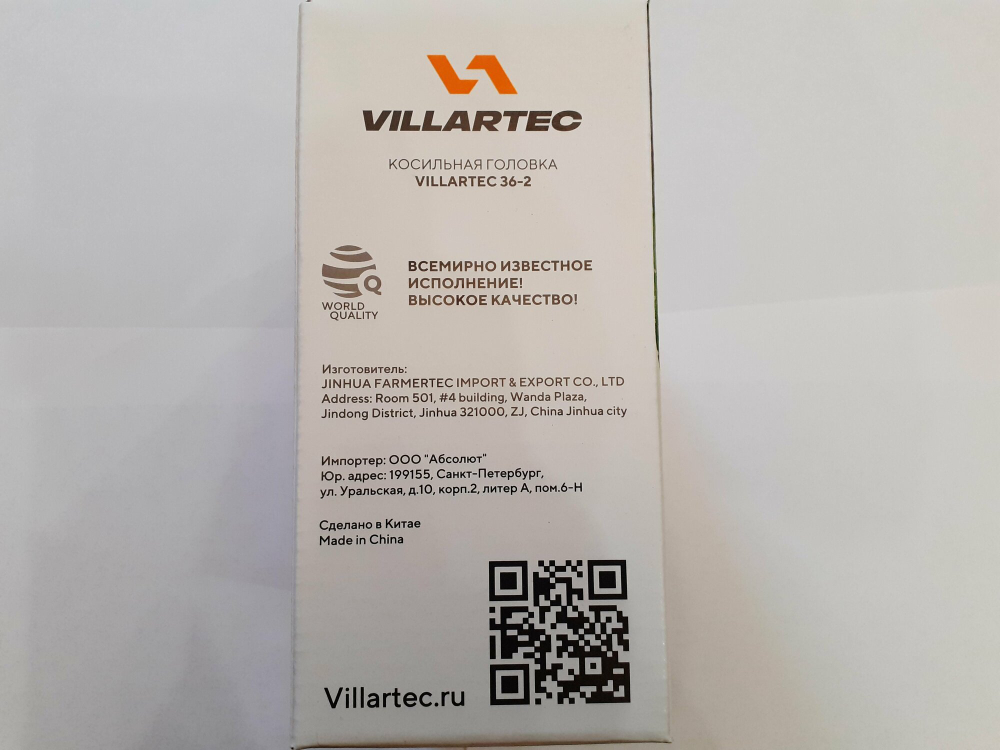 VILLARTEC
КОСИЛЬНАЯ ГОЛОВКА
VILLARTEC 36-2
WORLD
QUALITY
ВСЕМИРНО ИЗВЕСТНОЕ
ИСПОЛНЕНИЕ!
ВЫСОКОЕ КАЧЕСТВО!
Изготовитель:
JINHUA FARMERTEC IMPORT & EXPORT CO., LTD
Address: Room 501, #4 building, Wanda Plaza,
Jindong District, Jinhua 321000, ZJ, China Jinhua city
Импортер: ООО "Абсолют"
Юр. адрес: 199155, Санкт-Петербург,
ул. Уральская, д.10, корп.2, литер А, пом.6-Н
Сделано в Китае
Made in China
Villartec.ru